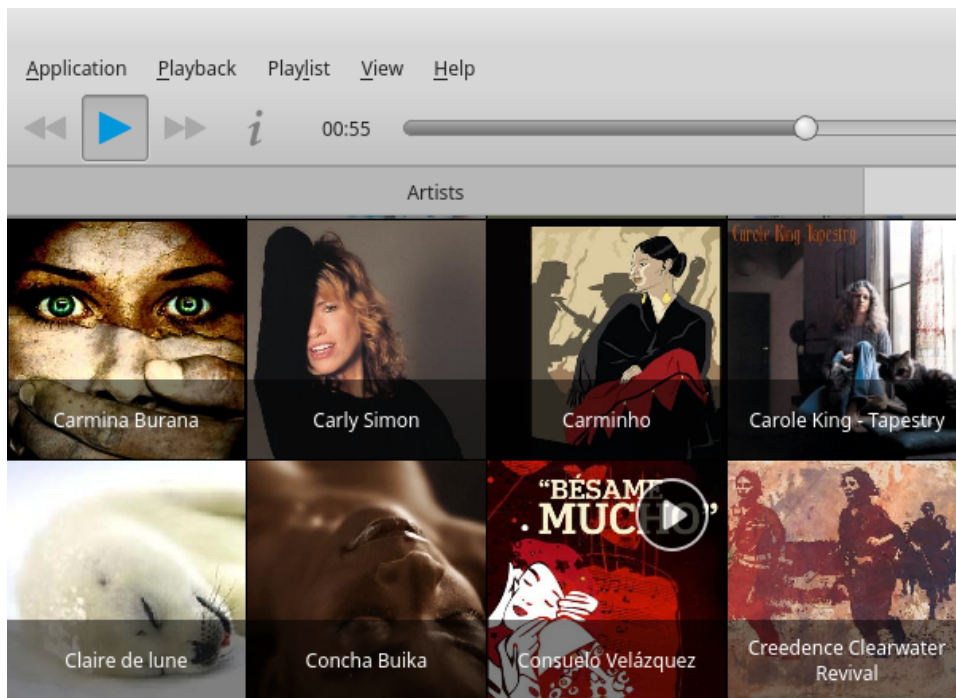 Application Playback Playlist View Help
00:55
Artists
Carole King Tapestry
Carmina Burana
Carly Simon
Carminho
Carole King - Tapestry
“BÉSAME
MUCHO”
Claire de lune
Concha Buika
Consuelo Velázquez
Creedence Clearwater
Revival